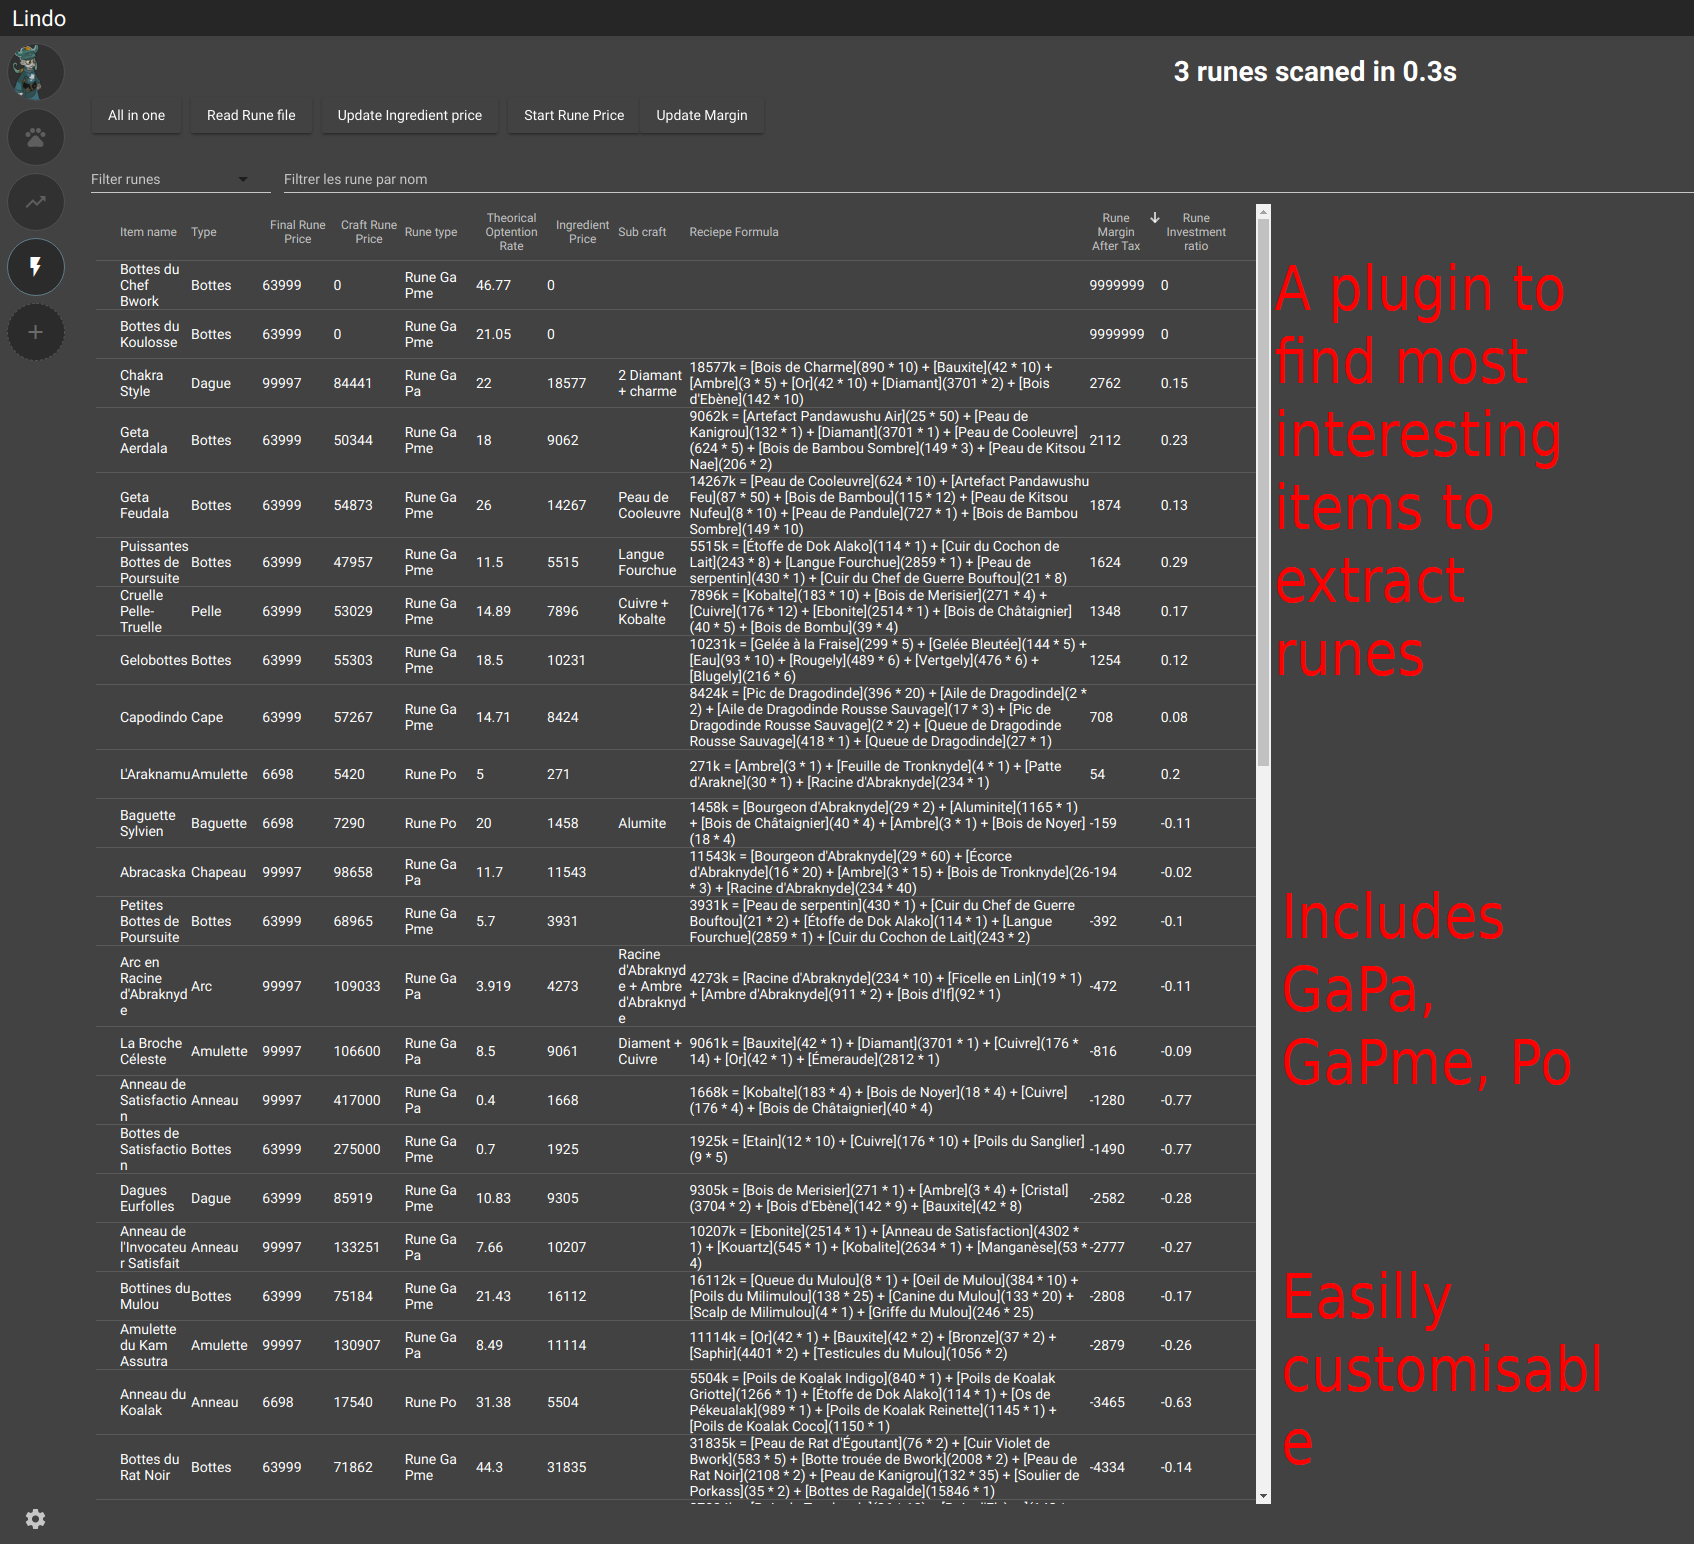 Lindo
3 runes scaned in 0.3s
All in one Read Rune file Update Ingredient price Start Rune Price Update Margin
Filter runes Filtrer les rune par nom
Item name Type Final Rune Price Craft Rune Price Rune type Theorical Optention Rate Ingredient Price Sub craft Reciepe Formula Rune Margin After Tax Rune Investment ratio
Bottes du Chef Bwork Bottes 63999 0 Rune Ga Pme 46.77 0 9999999 0
Bottes du Koulosse Bottes 63999 0 Rune Ga Pme 21.05 0 9999999 0
Chakra Style Dague 99997 84441 Rune Ga Pa 22 18577 2 Diamant + charme 18577k = [Bois de Charme](890 * 10) + [Bauxite](42 * 10) + [Ambre](3 * 5) + [Or](42 * 10) + [Diamant](3701 * 2) + [Bois d'Ebène](142 * 10) 2762 0.15
Geta Aerdala Bottes 63999 50344 Rune Ga Pme 18 9062 9062k = [Artefact Pandawushu Air](25 * 50) + [Peau de Kanigrou](132 * 1) + [Diamant](3701 * 1) + [Peau de Cooleuvre](624 * 5) + [Bois de Bambou Sombre](149 * 3) + [Peau de Kitsou Nae](206 * 2) 2112 0.23
Geta Feudala Bottes 63999 54873 Rune Ga Pme 26 14267 Peau de Cooleuvre 14267k = [Peau de Cooleuvre](624 * 10) + [Artefact Pandawushu Feu](87 * 50) + [Bois de Bambou](115 * 12) + [Peau de Kitsou Nufeu](8 * 10) + [Peau de Pandule](727 * 1) + [Bois de Bambou Sombre](149 * 10) 1874 0.13
Puissantes Bottes de Poursuite Bottes 63999 47957 Rune Ga Pme 11.5 5515 Langue Fourchue 5515k = [Étoffe de Dok Alako](114 * 1) + [Cuir du Cochon de Lait](243 * 8) + [Langue Fourchue](2859 * 1) + [Peau de serpentin](430 * 1) + [Cuir du Chef de Guerre Bouftou](21 * 8) 1624 0.29
Cruelle Pelle-Truelle Pelle 63999 53029 Rune Ga Pme 14.89 7896 Cuivre + Kobalte 7896k = [Kobalte](183 * 10) + [Bois de Merisier](271 * 4) + [Cuivre](176 * 12) + [Ebonite](2514 * 1) + [Bois de Châtaignier](40 * 5) + [Bois de Bombu](39 * 4) 1348 0.17
Gelobottes Bottes 63999 55303 Rune Ga Pme 18.5 10231 10231k = [Gelée à la Fraise](299 * 5) + [Gelée Bleutée](144 * 5) + [Eau](93 * 10) + [Rougely](489 * 6) + [Vertgely](476 * 6) + [Blugely](216 * 6) 1254 0.12
Capodindo Cape 63999 57267 Rune Ga Pme 14.71 8424 8424k = [Pic de Dragodinde](396 * 20) + [Aile de Dragodinde](2 * 2) + [Aile de Dragodinde Rousse Sauvage](17 * 3) + [Pic de Dragodinde Rousse Sauvage](2 * 2) + [Queue de Dragodinde Rousse Sauvage](418 * 1) + [Queue de Dragodinde](27 * 1) 708 0.08
L'Araknamu Amulette 6698 5420 Rune Po 5 271 271k = [Ambre](3 * 1) + [Feuille de Tronknyde](4 * 1) + [Patte d'Arakne](30 * 1) + [Racine d'Abraknyde](234 * 1) 54 0.2
Baguette Sylvien Baguette 6698 7290 Rune Po 20 1458 Alumite 1458k = [Bourgeon d'Abraknyde](29 * 2) + [Aluminite](1165 * 1) + [Bois de Châtaignier](40 * 4) + [Ambre](3 * 1) + [Bois de Noyer](18 * 4) -159 -0.11
Abracaska Chapeau 99997 98658 Rune Ga Pa 11.7 11543 11543k = [Bourgeon d'Abraknyde](29 * 60) + [Écorce d'Abraknyde](16 * 20) + [Ambre](3 * 15) + [Bois de Tronknyde](26 * 3) + [Racine d'Abraknyde](234 * 40) -194 -0.02
Petites Bottes de Poursuite Bottes 63999 68965 Rune Ga Pme 5.7 3931 3931k = [Peau de serpentin](430 * 1) + [Cuir du Chef de Guerre Bouftou](21 * 2) + [Étoffe de Dok Alako](114 * 1) + [Langue Fourchue](2859 * 1) + [Cuir du Cochon de Lait](243 * 2) -392 -0.1
Arc en Racine d'Abraknyde Arc 99997 109033 Rune Ga Pa 3.919 4273 Racine d'Abraknyde + Ambre d'Abraknyde 4273k = [Racine d'Abraknyde](234 * 10) + [Ficelle en Lin](19 * 1) + [Ambre d'Abraknyde](911 * 2) + [Bois d'If](92 * 1) -472 -0.11
La Broche Céleste Amulette 99997 106600 Rune Ga Pa 8.5 9061 Diament + Cuivre 9061k = [Bauxite](42 * 1) + [Diamant](3701 * 1) + [Cuivre](176 * 14) + [Or](42 * 1) + [Émeraude](2812 * 1) -816 -0.09
Anneau de Satisfaction Anneau 99997 417000 Rune Ga Pa 0.4 1668 1668k = [Kobalte](183 * 4) + [Bois de Noyer](18 * 4) + [Cuivre](176 * 4) + [Bois de Châtaignier](40 * 4) -1280 -0.77
Bottes de Satisfaction Bottes 63999 275000 Rune Ga Pme 0.7 1925 1925k = [Etain](12 * 10) + [Cuivre](176 * 10) + [Poils du Sanglier](9 * 5) -1490 -0.77
Dagues Eurfolles Dague 63999 85919 Rune Ga Pme 10.83 9305 9305k = [Bois de Merisier](271 * 1) + [Ambre](3 * 4) + [Cristal](3704 * 2) + [Bois d'Ebène](142 * 9) + [Bauxite](42 * 8) -2582 -0.28
Anneau de l'Invocateur Satisfait Anneau 99997 133251 Rune Ga Pa 7.66 10207 10207k = [Ebonite](2514 * 1) + [Anneau de Satisfaction](4302 * 1) + [Kouartz](545 * 1) + [Kobalite](2634 * 1) + [Manganèse](53 * 4) -2777 -0.27
Bottines du Mulou Bottes 63999 75184 Rune Ga Pme 21.43 16112 16112k = [Queue du Mulou](8 * 1) + [Oeil de Mulou](384 * 10) + [Poils du Milimulou](138 * 25) + [Canine du Mulou](133 * 20) + [Scalp de Milimulou](4 * 1) + [Griffe du Mulou](246 * 25) -2808 -0.17
Amulette du Kam Assutra Amulette 99997 130907 Rune Ga Pa 8.49 11114 11114k = [Or](42 * 1) + [Bauxite](42 * 2) + [Bronze](37 * 2) + [Saphir](4401 * 2) + [Testicules du Mulou](1056 * 2) -2879 -0.26
Anneau du Koalak Anneau 6698 17540 Rune Po 31.38 5504 5504k = [Poils de Koalak Indigo](840 * 1) + [Poils de Koalak Griotte](1266 * 1) + [Étoffe de Dok Alako](114 * 1) + [Os de Pékeualak](989 * 1) + [Poils de Koalak Reinette](1145 * 1) + [Poils de Koalak Coco](1150 * 1) -3465 -0.63
Bottes du Rat Noir Bottes 63999 71862 Rune Ga Pme 44.3 31835 31835k = [Peau de Rat d'Égoutant](76 * 2) + [Cuir Violet de Bwork](583 * 5) + [Botte trouée de Bwork](2008 * 2) + [Peau de Rat Noir](2108 * 2) + [Peau de Kanigrou](132 * 35) + [Soulier de Porkass](35 * 2) + [Bottes de Ragalde](15846 * 1) -4334 -0.14
A plugin to
find most
interesting
items to
extract
runes
Includes
GaPa,
GaPme, Po
Easilly
customisabl
e